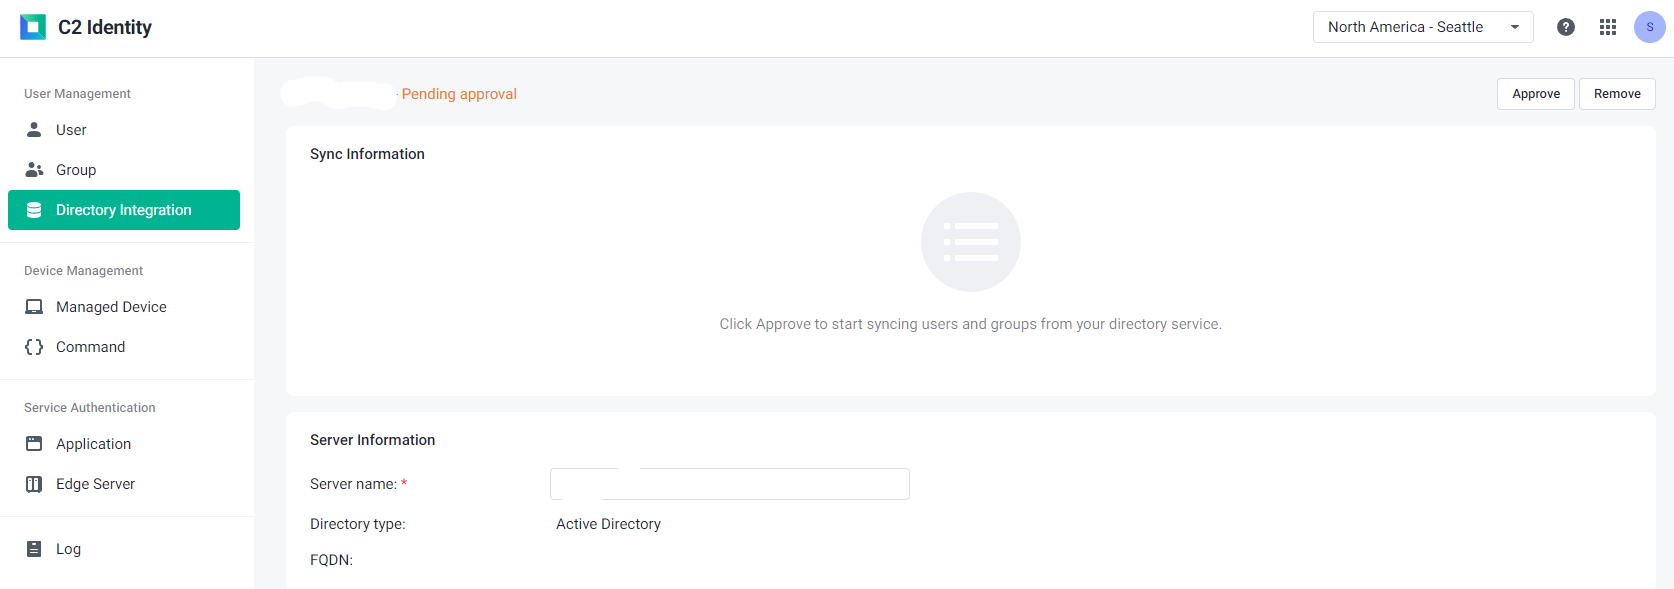 C2 Identity
North America - Seattle
?
S
User Management
User
Group
Directory Integration
Device Management
Managed Device
Command
Service Authentication
Application
Edge Server
Log
Pending approval
Approve
Remove
Sync Information
Click Approve to start syncing users and groups from your directory service.
Server Information
Server name: *
Directory type: Active Directory
FQDN: